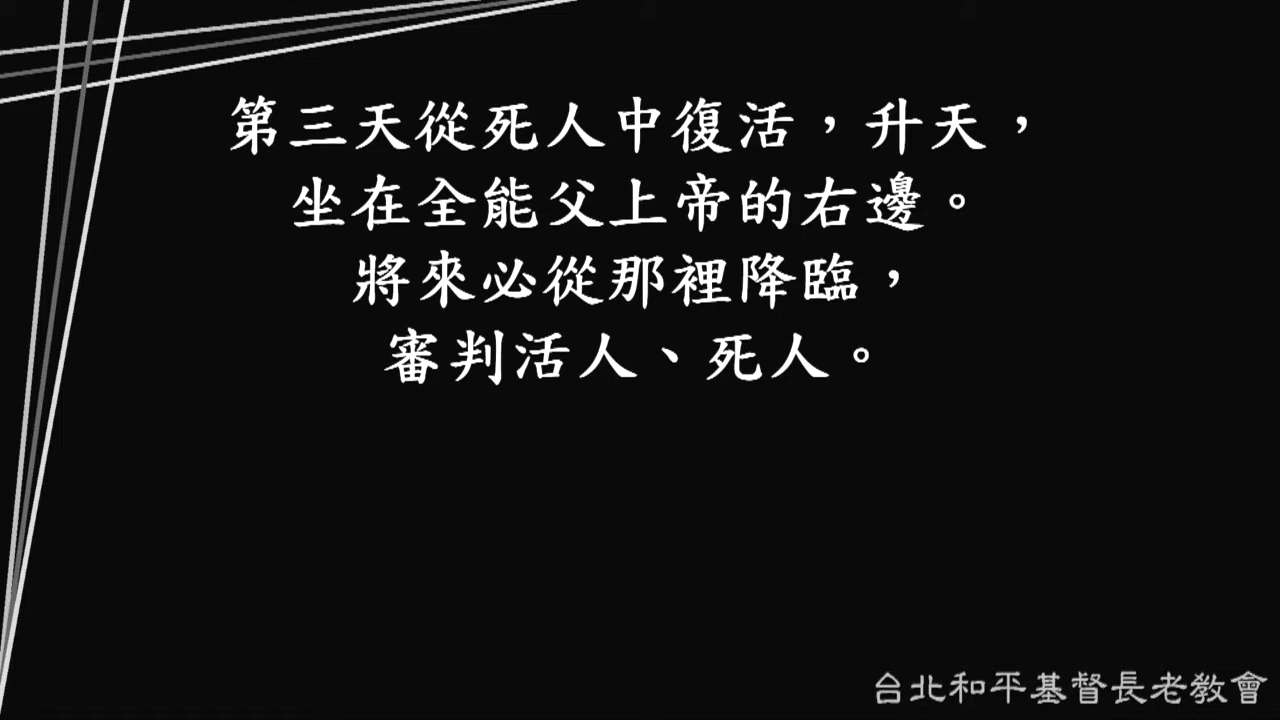 第三天從死人中復活，升天，
坐在全能父上帝的右邊。
將來必從那裡降臨，
審判活人、死人。
台北和平基督長老教會